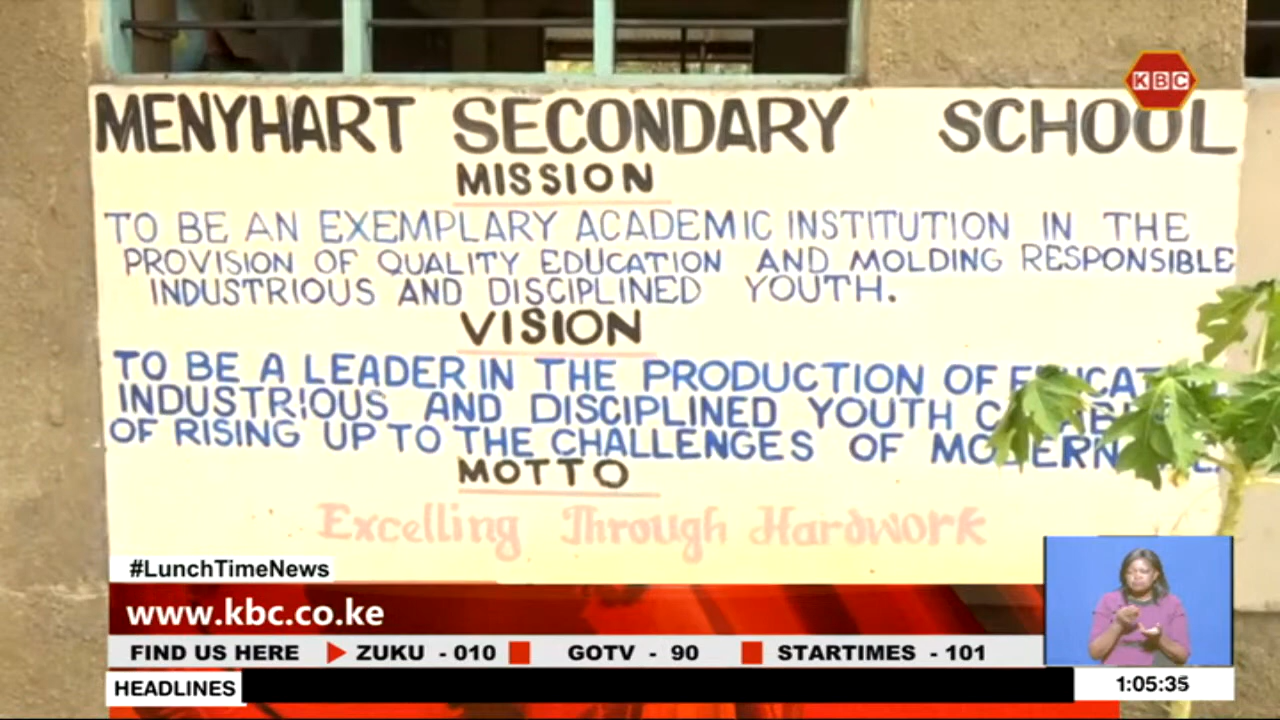 KBC
MENYHART SECONDARY SCHOOL
MISSION
TO BE AN EXEMPLARY ACADEMIC INSTITUTION IN THE
PROVISION OF QUALITY EDUCATION AND MOLDING RESPONSIBLE
INDUSTRIOUS AND DISCIPLINED YOUTH.
VISION
TO BE A LEADER IN THE PRODUCTION OF
INDUSTRIOUS AND DISCIPLINED YOUTH
OF RISING UP TO THE CHALLENGES OF MODERN
MOTTO
Excelling Through Hardwork
#LunchTimeNews
www.kbc.co.ke
FIND US HERE ZUKU - 010 GOTV - 90 STARTIMES - 101
HEADLINES
1:05:35